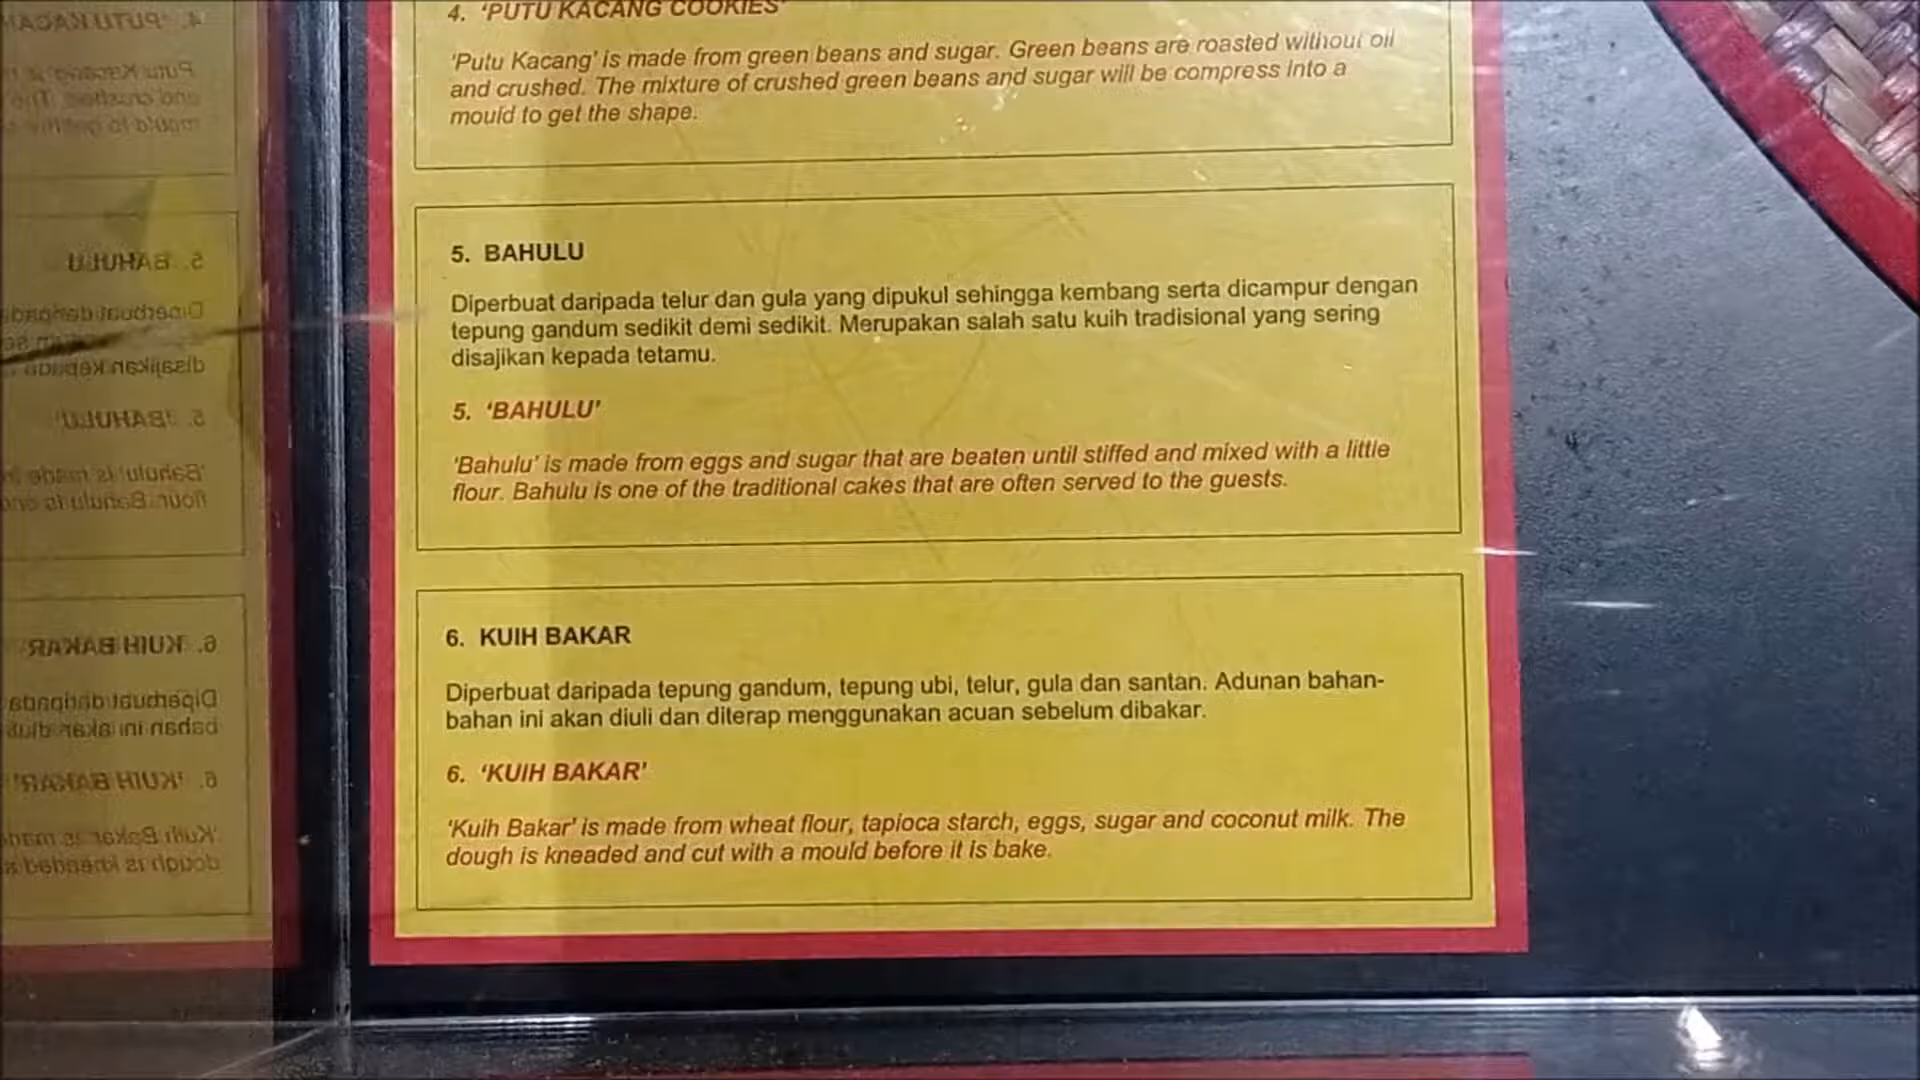 4. ‘PUTU KACANG COOKIES’
‘Putu Kacang’ is made from green beans and sugar. Green beans are roasted without oil
and crushed. The mixture of crushed green beans and sugar will be compress into a
mould to get the shape.
5. BAHULU
Diperbuat daripada telur dan gula yang dipukul sehingga kembang serta dicampur dengan
tepung gandum sedikit demi sedikit. Merupakan salah satu kuih tradisional yang sering
disajikan kepada tetamu.
5. ‘BAHULU’
‘Bahulu’ is made from eggs and sugar that are beaten until stiffed and mixed with a little
flour. Bahulu is one of the traditional cakes that are often served to the guests.
6. KUIH BAKAR
Diperbuat daripada tepung gandum, tepung ubi, telur, gula dan santan. Adunan bahan-
bahan ini akan diuli dan diterap menggunakan acuan sebelum dibakar.
6. ‘KUIH BAKAR’
‘Kuih Bakar’ is made from wheat flour, tapioca starch, eggs, sugar and coconut milk. The
dough is kneaded and cut with a mould before it is bake.